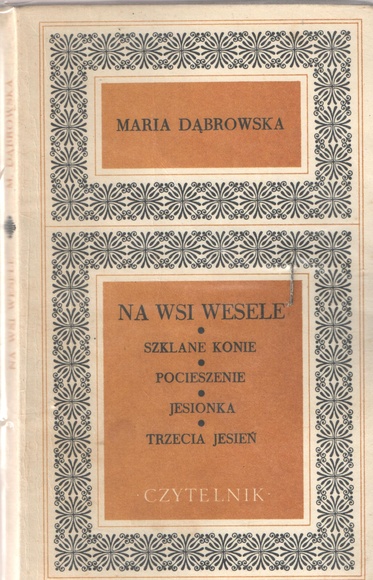 MARIA DĄBROWSKA
NA WSI WESELE
SZKLANE KONIE
POCIESZENIE
JESIONKA
TRZECIA JESIEŃ
· CZYTELNIK ·
M. DĄBROWSKA
NA WSI WESELE